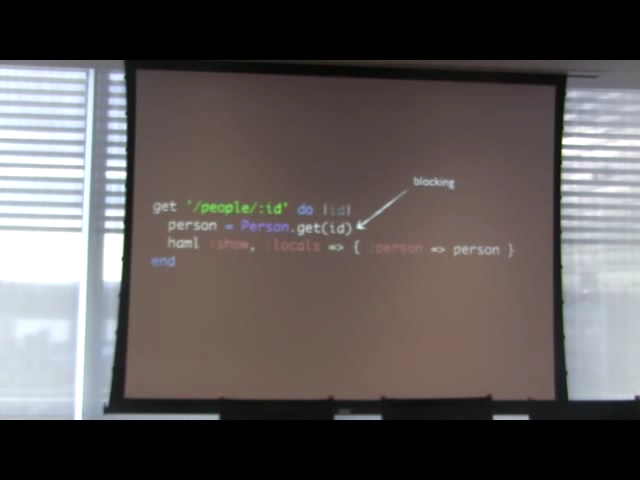 blocking
get '/people/:id' do |id|
person = Person.get(id)
haml :show, :locals => { :person => person }
end